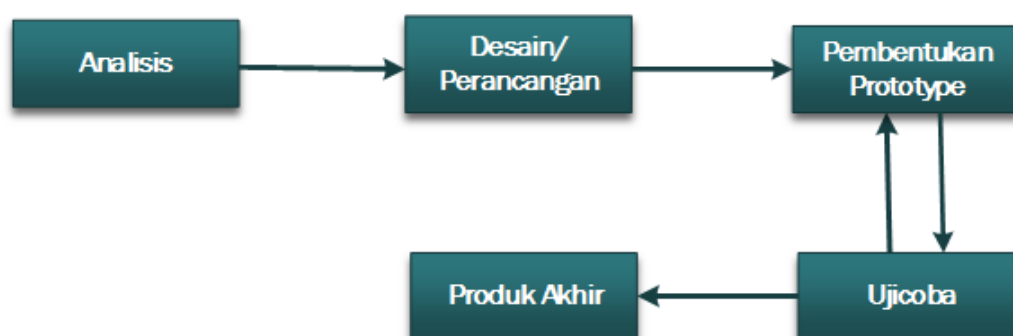 Analisis
Desain/
Perancangan
Pembentukan
Prototype
Produk Akhir
Ujicoba